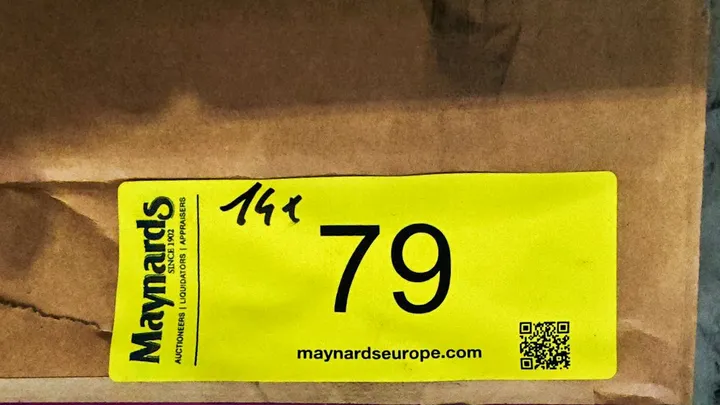 Maynards
SINCE 1902
AUCTIONEERS | LIQUIDATORS | APPRAISERS
14x
79
maynardseurope.com